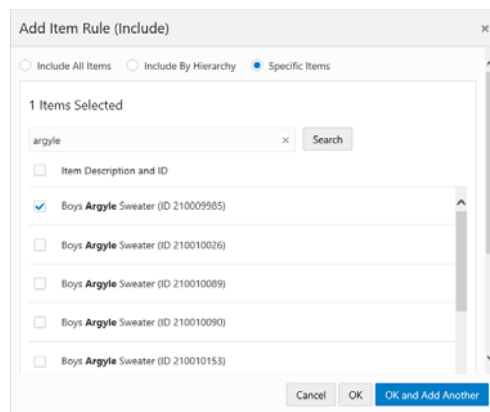 Add Item Rule (Include)
Include All Items Include By Hierarchy Specific Items
1 Items Selected
argyle Search
Item Description and ID
Boys Argyle Sweater (ID 210009985)
Boys Argyle Sweater (ID 210010026)
Boys Argyle Sweater (ID 210010089)
Boys Argyle Sweater (ID 210010090)
Boys Argyle Sweater (ID 210010153)
Cancel OK OK and Add Another